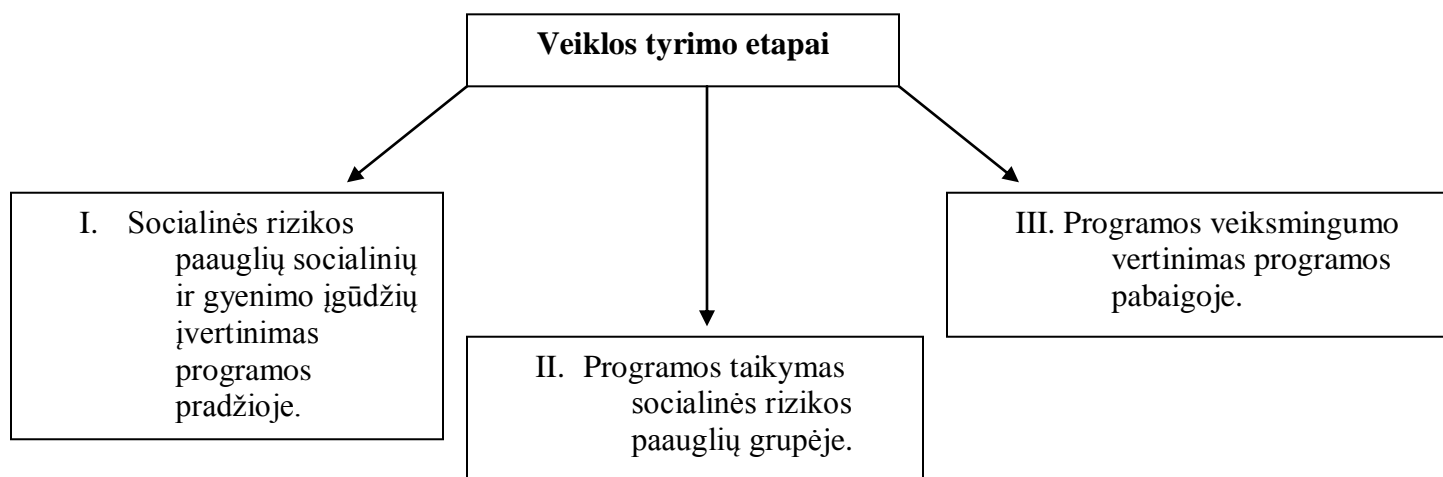 Veiklos tyrimo etapai
I. Socialinės rizikos
paauglių socialinių
ir gyenimo įgūdžių
įvertinimas
programos
pradžioje.
II. Programos taikymas
socialinės rizikos
paauglių grupėje.
III. Programos veiksmingumo
vertinimas programos
pabaigoje.